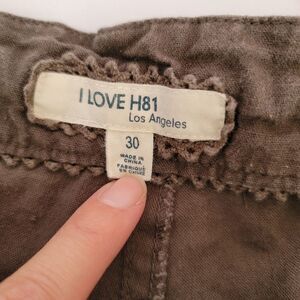 I LOVE H81
Los Angeles
30
MADE IN
CHINA
FABRIQUÉ
EN CHINE